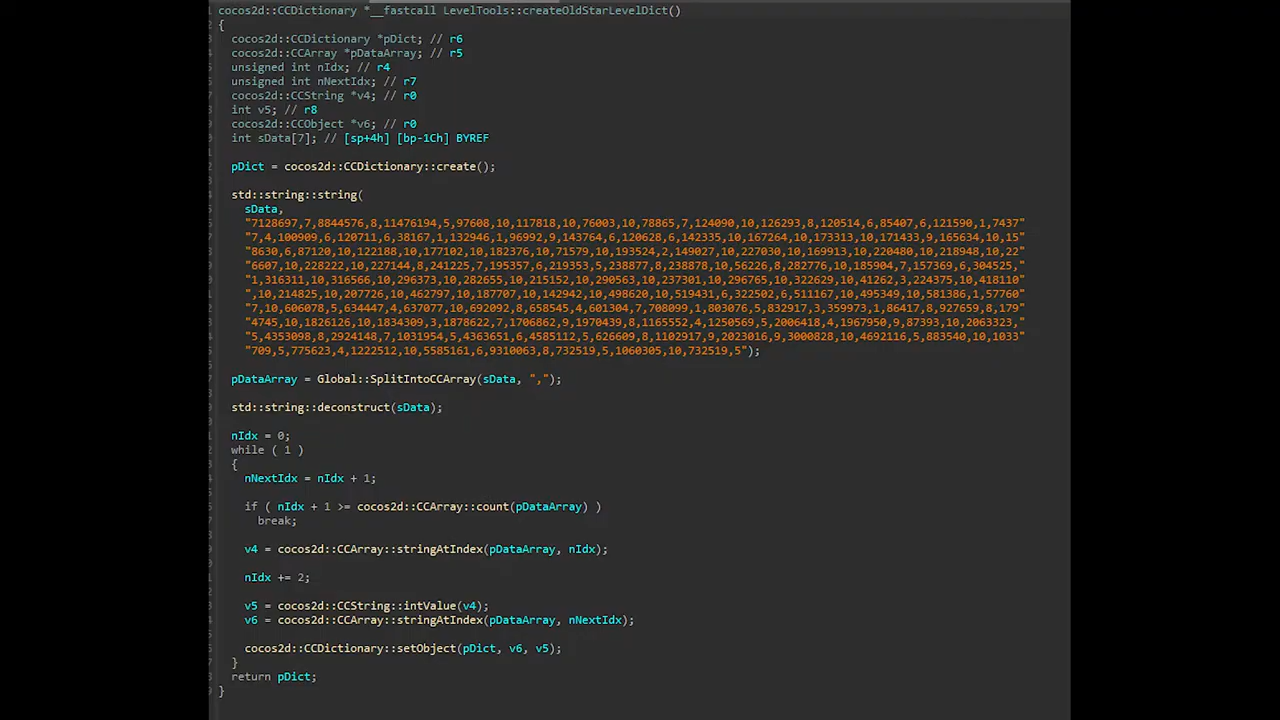 cocos2d::CCDictionary *__fastcall LevelTools::createOldStarLevelDict()
{
cocos2d::CCDictionary *pDict; // r6
cocos2d::CCArray *pDataArray; // r5
unsigned int nIdx; // r4
unsigned int nNextIdx; // r7
cocos2d::CCString *v4; // r0
int v5; // r8
cocos2d::CCObject *v6; // r0
int sData[7]; // [sp+4h] [bp-1Ch] BYREF
pDict = cocos2d::CCDictionary::create();
std::string::string(
sData,
"7128697,7,8844576,8,11476194,5,97608,10,117818,10,76003,10,78865,7,124090,10,126293,8,120514,6,85407,6,121590,1,7437"
"7,4,100909,6,120711,6,38167,1,132946,1,96992,9,143764,6,120628,6,142335,10,167264,10,173313,10,171433,9,165634,10,15"
"8630,6,87120,10,122188,10,177102,10,182376,10,71579,10,193524,2,149027,10,227030,10,169913,10,220480,10,218948,10,22"
"6607,10,228222,10,227144,8,241225,7,195357,6,219353,5,238877,8,238878,10,56226,8,282776,10,185904,7,157369,6,304525,"
"1,316311,10,316566,10,296373,10,282655,10,215152,10,290563,10,237301,10,296765,10,322629,10,41262,3,224375,10,418110"
",10,214825,10,207726,10,462797,10,187707,10,142942,10,498620,10,519431,6,322502,6,511167,10,495349,10,581386,1,57760"
"7,10,606078,5,634447,4,637077,10,692092,8,658545,4,601304,7,708099,1,803076,5,832917,3,359973,1,86417,8,927659,8,179"
"4745,10,1826126,10,1834309,3,1878622,7,1706862,9,1970439,8,1165552,4,1250569,5,2006418,4,1967950,9,87393,10,2063323,"
"5,4353098,8,2924148,7,1031954,5,4363651,6,4585112,5,626609,8,1102917,9,2023016,9,3000828,10,4692116,5,883540,10,1033"
"709,5,775623,4,1222512,10,5585161,6,9310063,8,732519,5,1060305,10,732519,5");
pDataArray = Global::SplitIntoCCArray(sData, ",");
std::string::deconstruct(sData);
nIdx = 0;
while ( 1 )
{
nNextIdx = nIdx + 1;
if ( nIdx + 1 >= cocos2d::CCArray::count(pDataArray) )
break;
v4 = cocos2d::CCArray::stringAtIndex(pDataArray, nIdx);
nIdx += 2;
v5 = cocos2d::CCString::intValue(v4);
v6 = cocos2d::CCArray::stringAtIndex(pDataArray, nNextIdx);
cocos2d::CCDictionary::setObject(pDict, v6, v5);
}
return pDict;
}